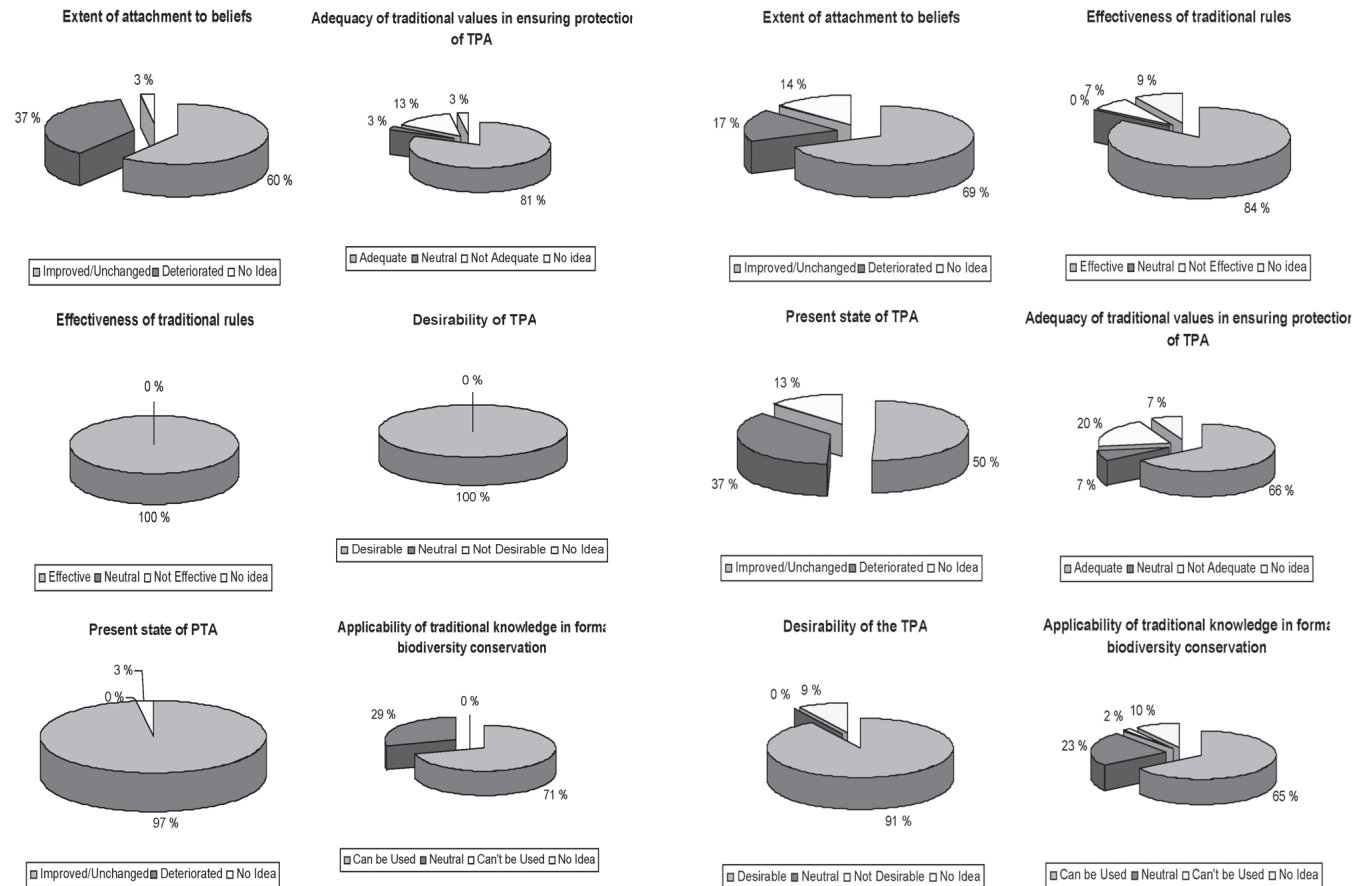 Extent of attachment to beliefs
3 %
37 %
60 %
Improved/Unchanged Deteriorated No Idea
Adequacy of traditional values in ensuring protection
of TPA
13 %
3 %
3 %
81 %
Adequate Neutral Not Adequate No idea
Extent of attachment to beliefs
14 %
17 %
69 %
Improved/Unchanged Deteriorated No Idea
Effectiveness of traditional rules
9 %
7 %
0 %
84 %
Effective Neutral Not Effective No idea
Effectiveness of traditional rules
0 %
100 %
Effective Neutral Not Effective No idea
Desirability of TPA
0 %
100 %
Desirable Neutral Not Desirable No Idea
Present state of TPA
13 %
37 %
50 %
Improved/Unchanged Deteriorated No Idea
Adequacy of traditional values in ensuring protection
of TPA
7 %
20 %
7 %
66 %
Adequate Neutral Not Adequate No idea
Present state of PTA
3 %
0 %
97 %
Improved/Unchanged Deteriorated No Idea
Applicability of traditional knowledge in forma
biodiversity conservation
0 %
29 %
71 %
Can be Used Neutral Can't be Used No Idea
Desirability of the TPA
0 % 9 %
91 %
Desirable Neutral Not Desirable No Idea
Applicability of traditional knowledge in forma
biodiversity conservation
2 % 10 %
23 %
65 %
Can be Used Neutral Can't be Used No Idea